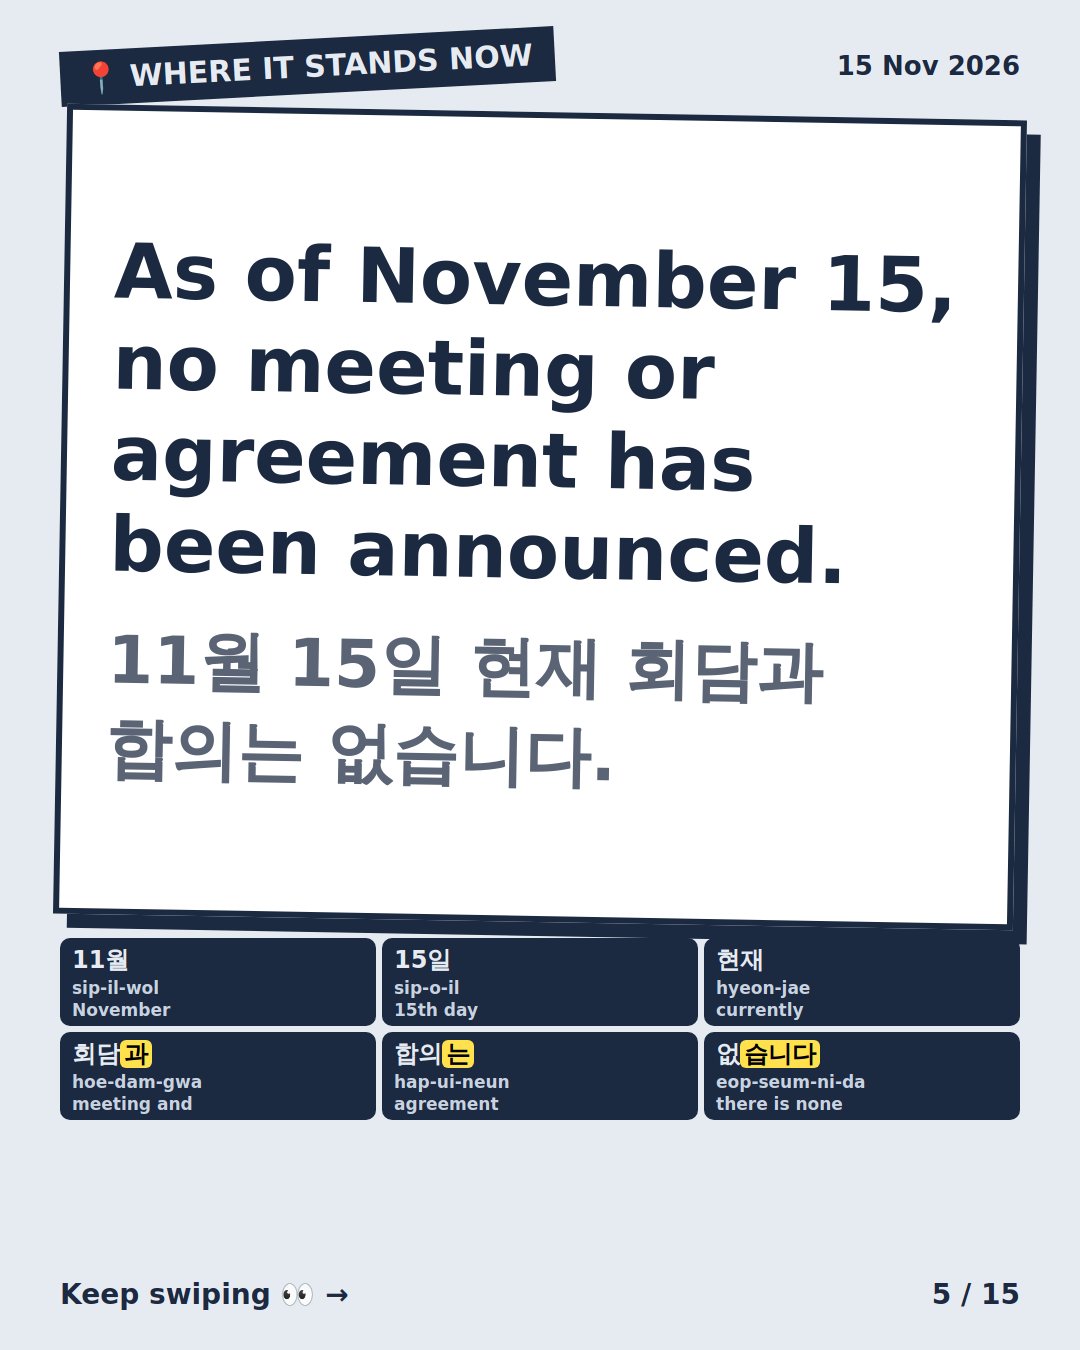 📍 WHERE IT STANDS NOW
15 Nov 2026
As of November 15,
no meeting or
agreement has
been announced.
11월 15일 현재 회담과
합의는 없습니다.
11월
sip-il-wol
November
15일
sip-o-il
15th day
현재
hyeon-jae
currently
회담과
hoe-dam-gwa
meeting and
합의는
hap-ui-neun
agreement
없습니다
eop-seum-ni-da
there is none
Keep swiping 👀 →
5 / 15